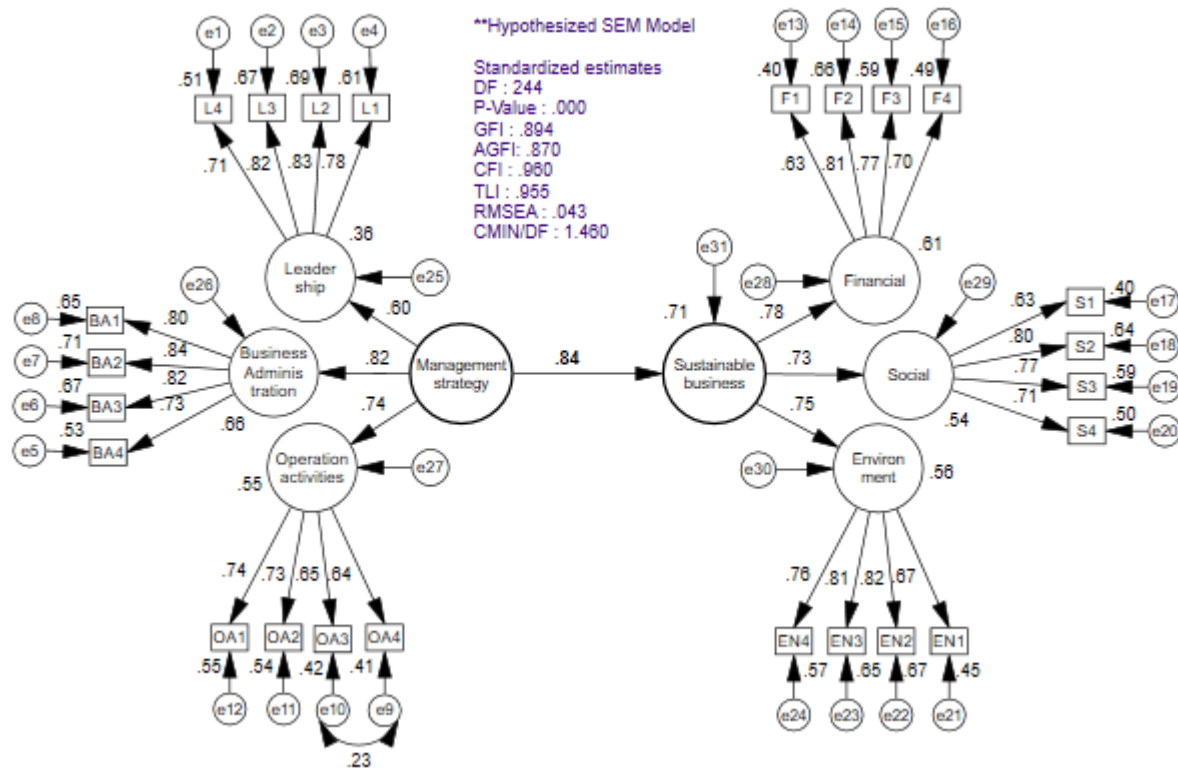 **Hypothesized SEM Model
Standardized estimates
DF : 244
P-Value : .000
GFI : .894
AGFI: .870
CFI : .960
TLI : .955
RMSEA : .043
CMIN/DF : 1.460
e1
e2
e3
e4
.51
.67
.69
.61
L4
L3
L2
L1
.71
.82
.83
.78
.36
Leader
ship
e25
.60
e26
e8
e7
e6
e5
.65
.71
.67
.53
BA1
BA2
BA3
BA4
.80
.84
.82
.73
.66
Business
Adminis
tration
.82
Management
strategy
.74
Operation
activities
e27
.55
.74
.73
.65
.64
OA1
OA2
OA3
OA4
.55
.54
.42
.41
e12
e11
e10
e9
.23
.84
e31
.71
Sustainable
business
e13
e14
e15
e16
.40
.66
.59
.49
F1
F2
F3
F4
.63
.81
.77
.70
.61
Financial
e28
.78
e29
.73
Social
.54
.63
.80
.77
.71
S1
S2
S3
S4
.40
.64
.59
.50
e17
e18
e19
e20
.75
e30
Environ
ment
.56
.76
.81
.82
.67
EN4
EN3
EN2
EN1
.57
.65
.67
.45
e24
e23
e22
e21